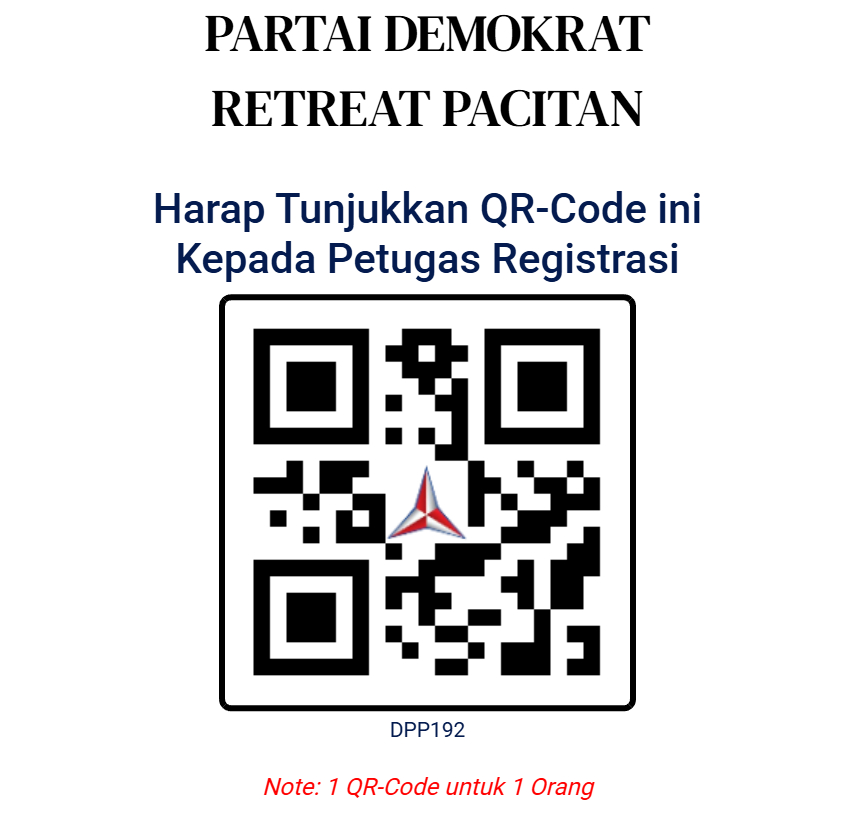 PARTAI DEMOKRAT
RETREAT PACITAN
Harap Tunjukkan QR-Code ini
Kepada Petugas Registrasi
DPP192
Note: 1 QR-Code untuk 1 Orang